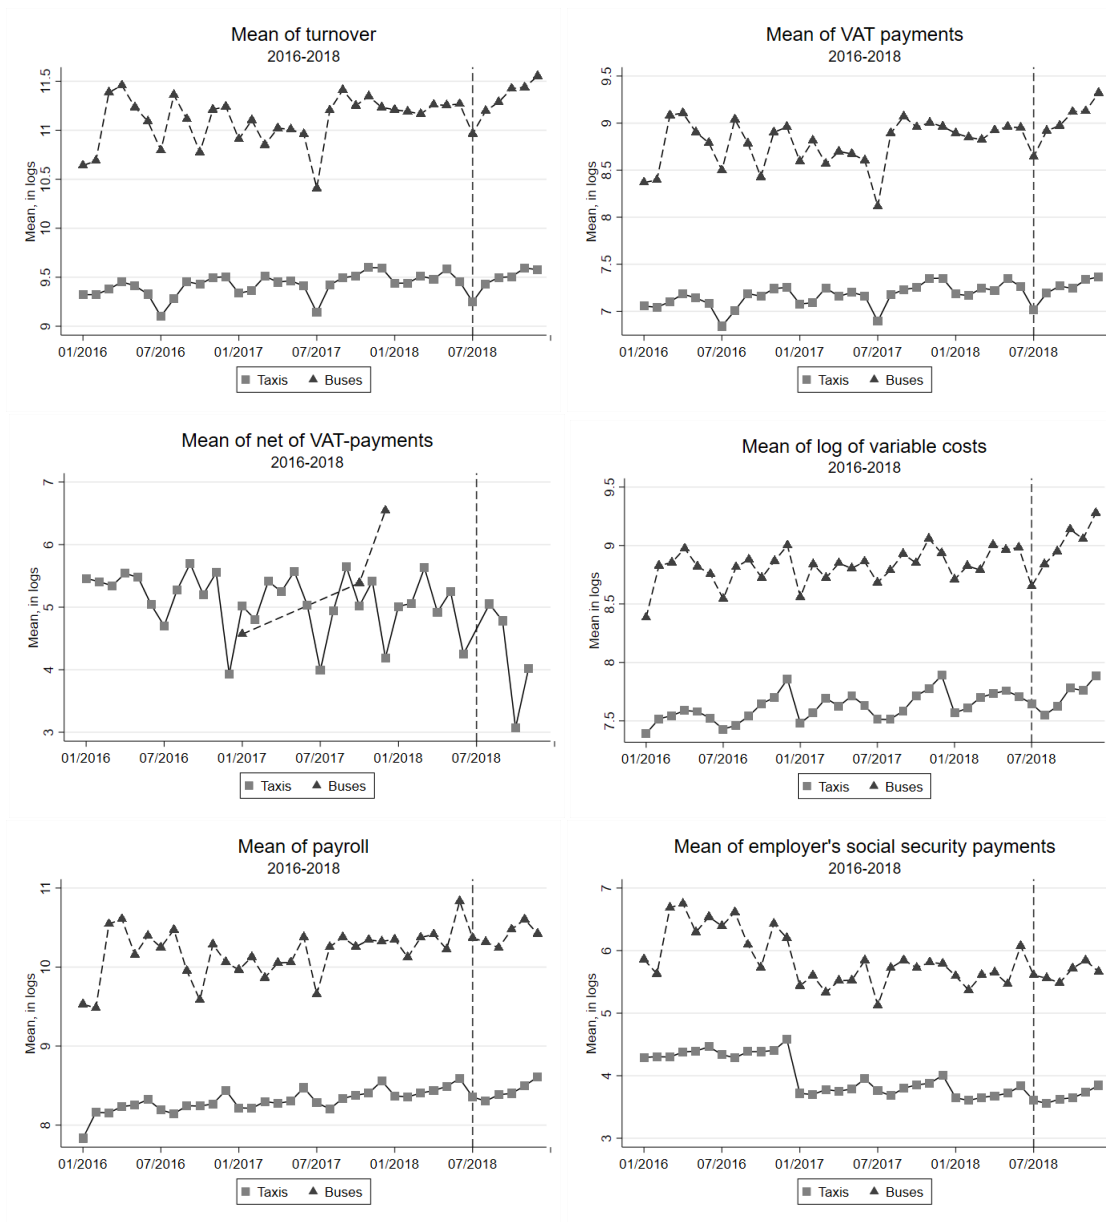 Mean of turnover
2016-2018
Mean, in logs
11.5
11
10.5
10
9.5
9
01/2016 07/2016 01/2017 07/2017 01/2018 07/2018
Taxis Buses
Mean of VAT payments
2016-2018
Mean, in logs
9.5
9
8.5
8
7.5
7
01/2016 07/2016 01/2017 07/2017 01/2018 07/2018
Taxis Buses
Mean of net of VAT-payments
2016-2018
Mean, in logs
7
6
5
4
3
01/2016 07/2016 01/2017 07/2017 01/2018 07/2018
Taxis Buses
Mean of log of variable costs
2016-2018
Mean in logs
9.5
9
8.5
8
7.5
01/2016 07/2016 01/2017 07/2017 01/2018 07/2018
Taxis Buses
Mean of payroll
2016-2018
Mean, in logs
11
10
9
8
01/2016 07/2016 01/2017 07/2017 01/2018 07/2018
Taxis Buses
Mean of employer's social security payments
2016-2018
Mean, in logs
7
6
5
4
3
01/2016 07/2016 01/2017 07/2017 01/2018 07/2018
Taxis Buses